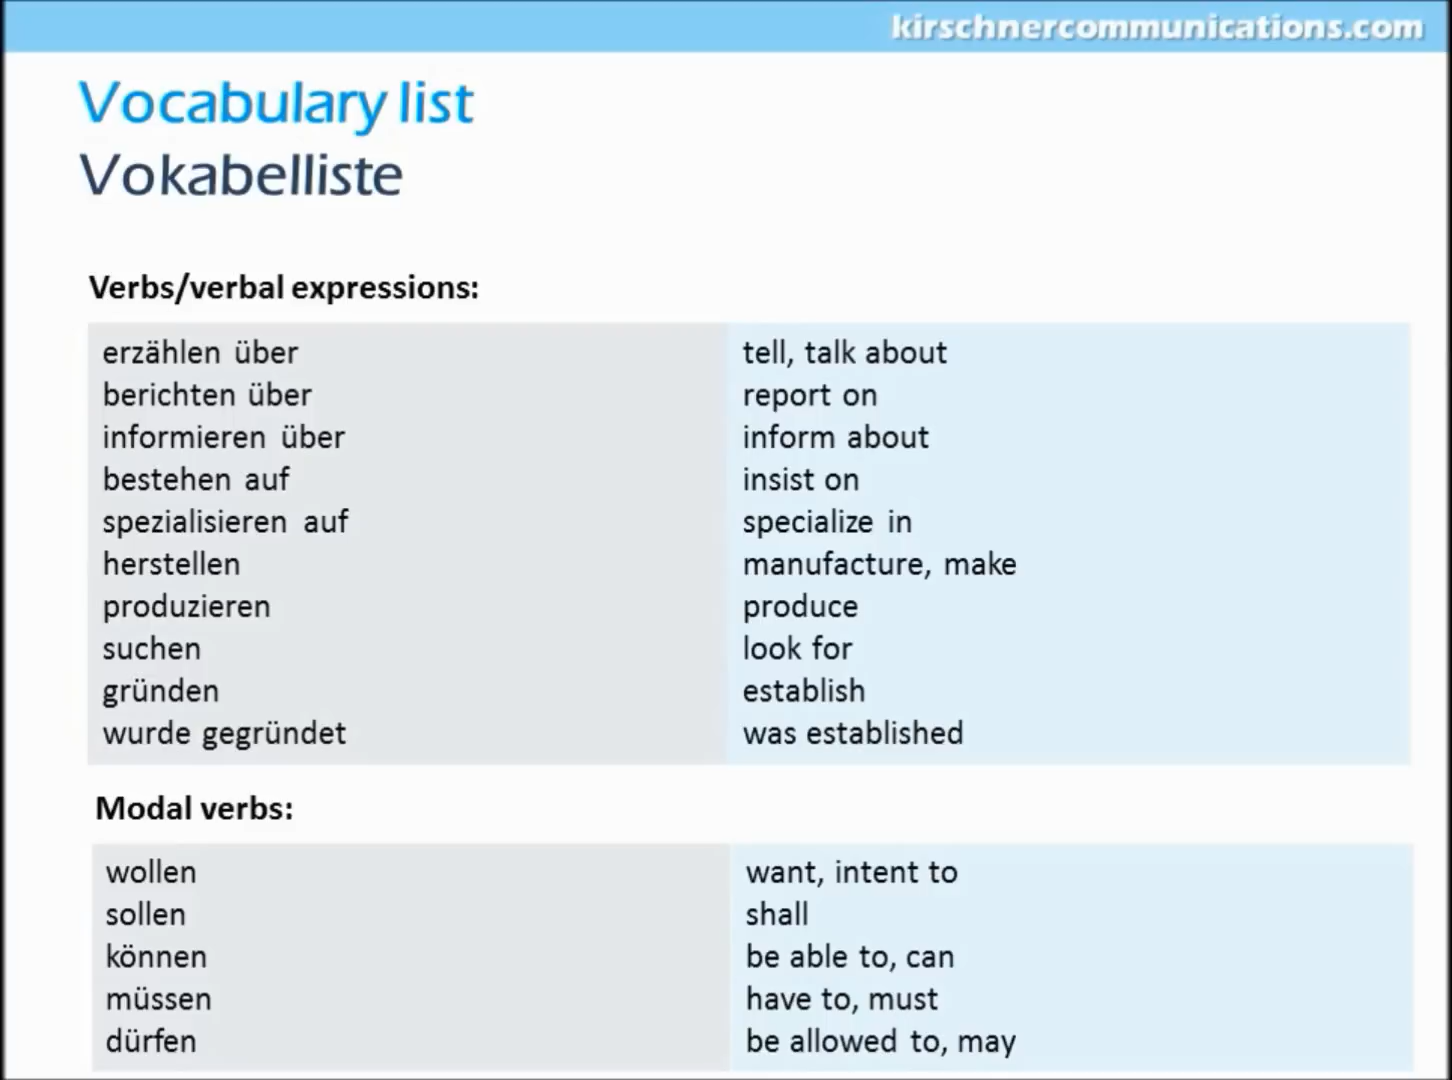 kirschnercommunications.com
Vocabulary list
Vokabelliste
Verbs/verbal expressions:
erzählen über tell, talk about
berichten über report on
informieren über inform about
bestehen auf insist on
spezialisieren auf specialize in
herstellen manufacture, make
produzieren produce
suchen look for
gründen establish
wurde gegründet was established
Modal verbs:
wollen want, intent to
sollen shall
können be able to, can
müssen have to, must
dürfen be allowed to, may